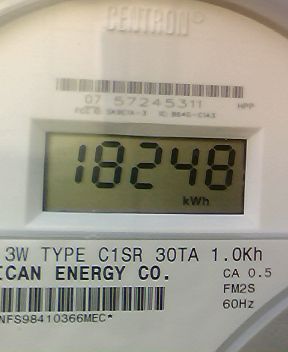 CENTRON®
07 57245311
HPP
18248
kWh
3W TYPE C1SR 30TA 1.0Kh
ICAN ENERGY CO.
CA 0.5
FM2S
60Hz
NFS98410366MEC*